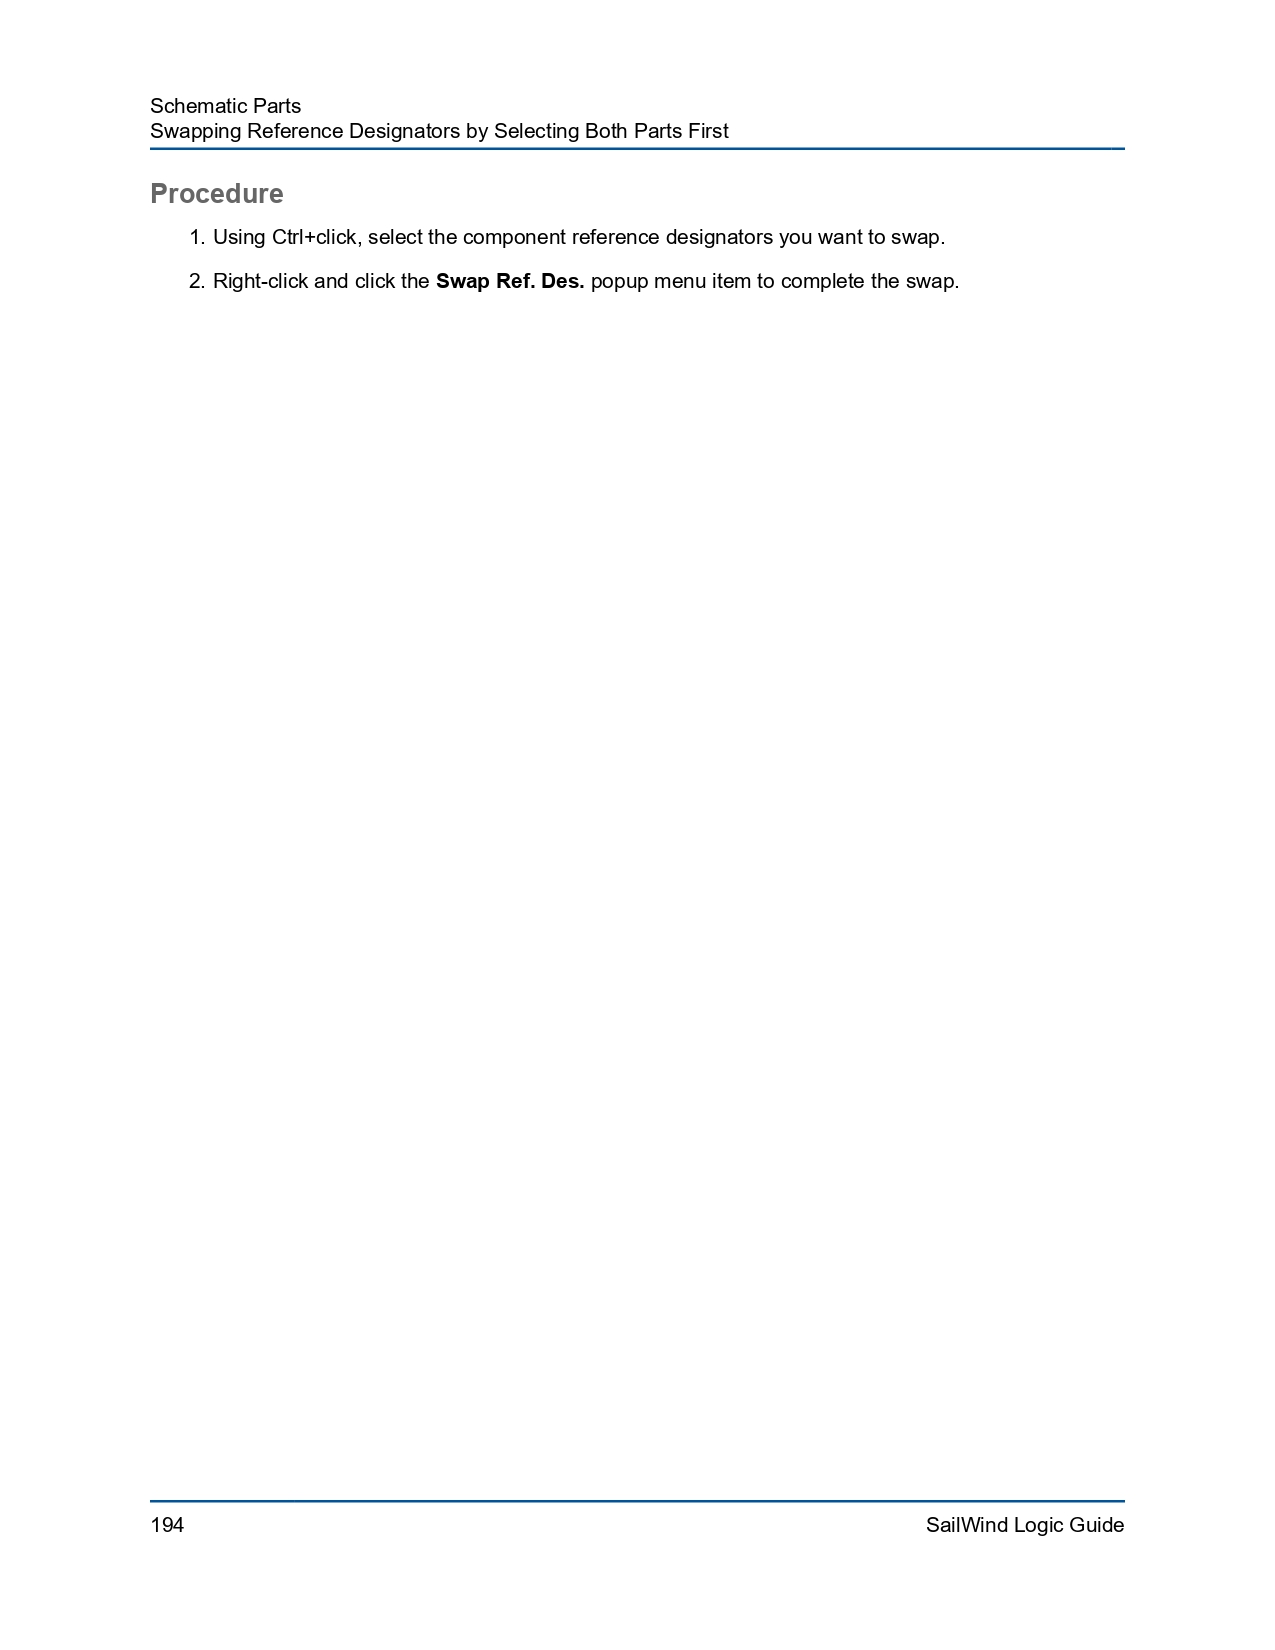 Schematic Parts
Swapping Reference Designators by Selecting Both Parts First
Procedure
1. Using Ctrl+click, select the component reference designators you want to swap.
2. Right-click and click the Swap Ref. Des. popup menu item to complete the swap.
194 SailWind Logic Guide